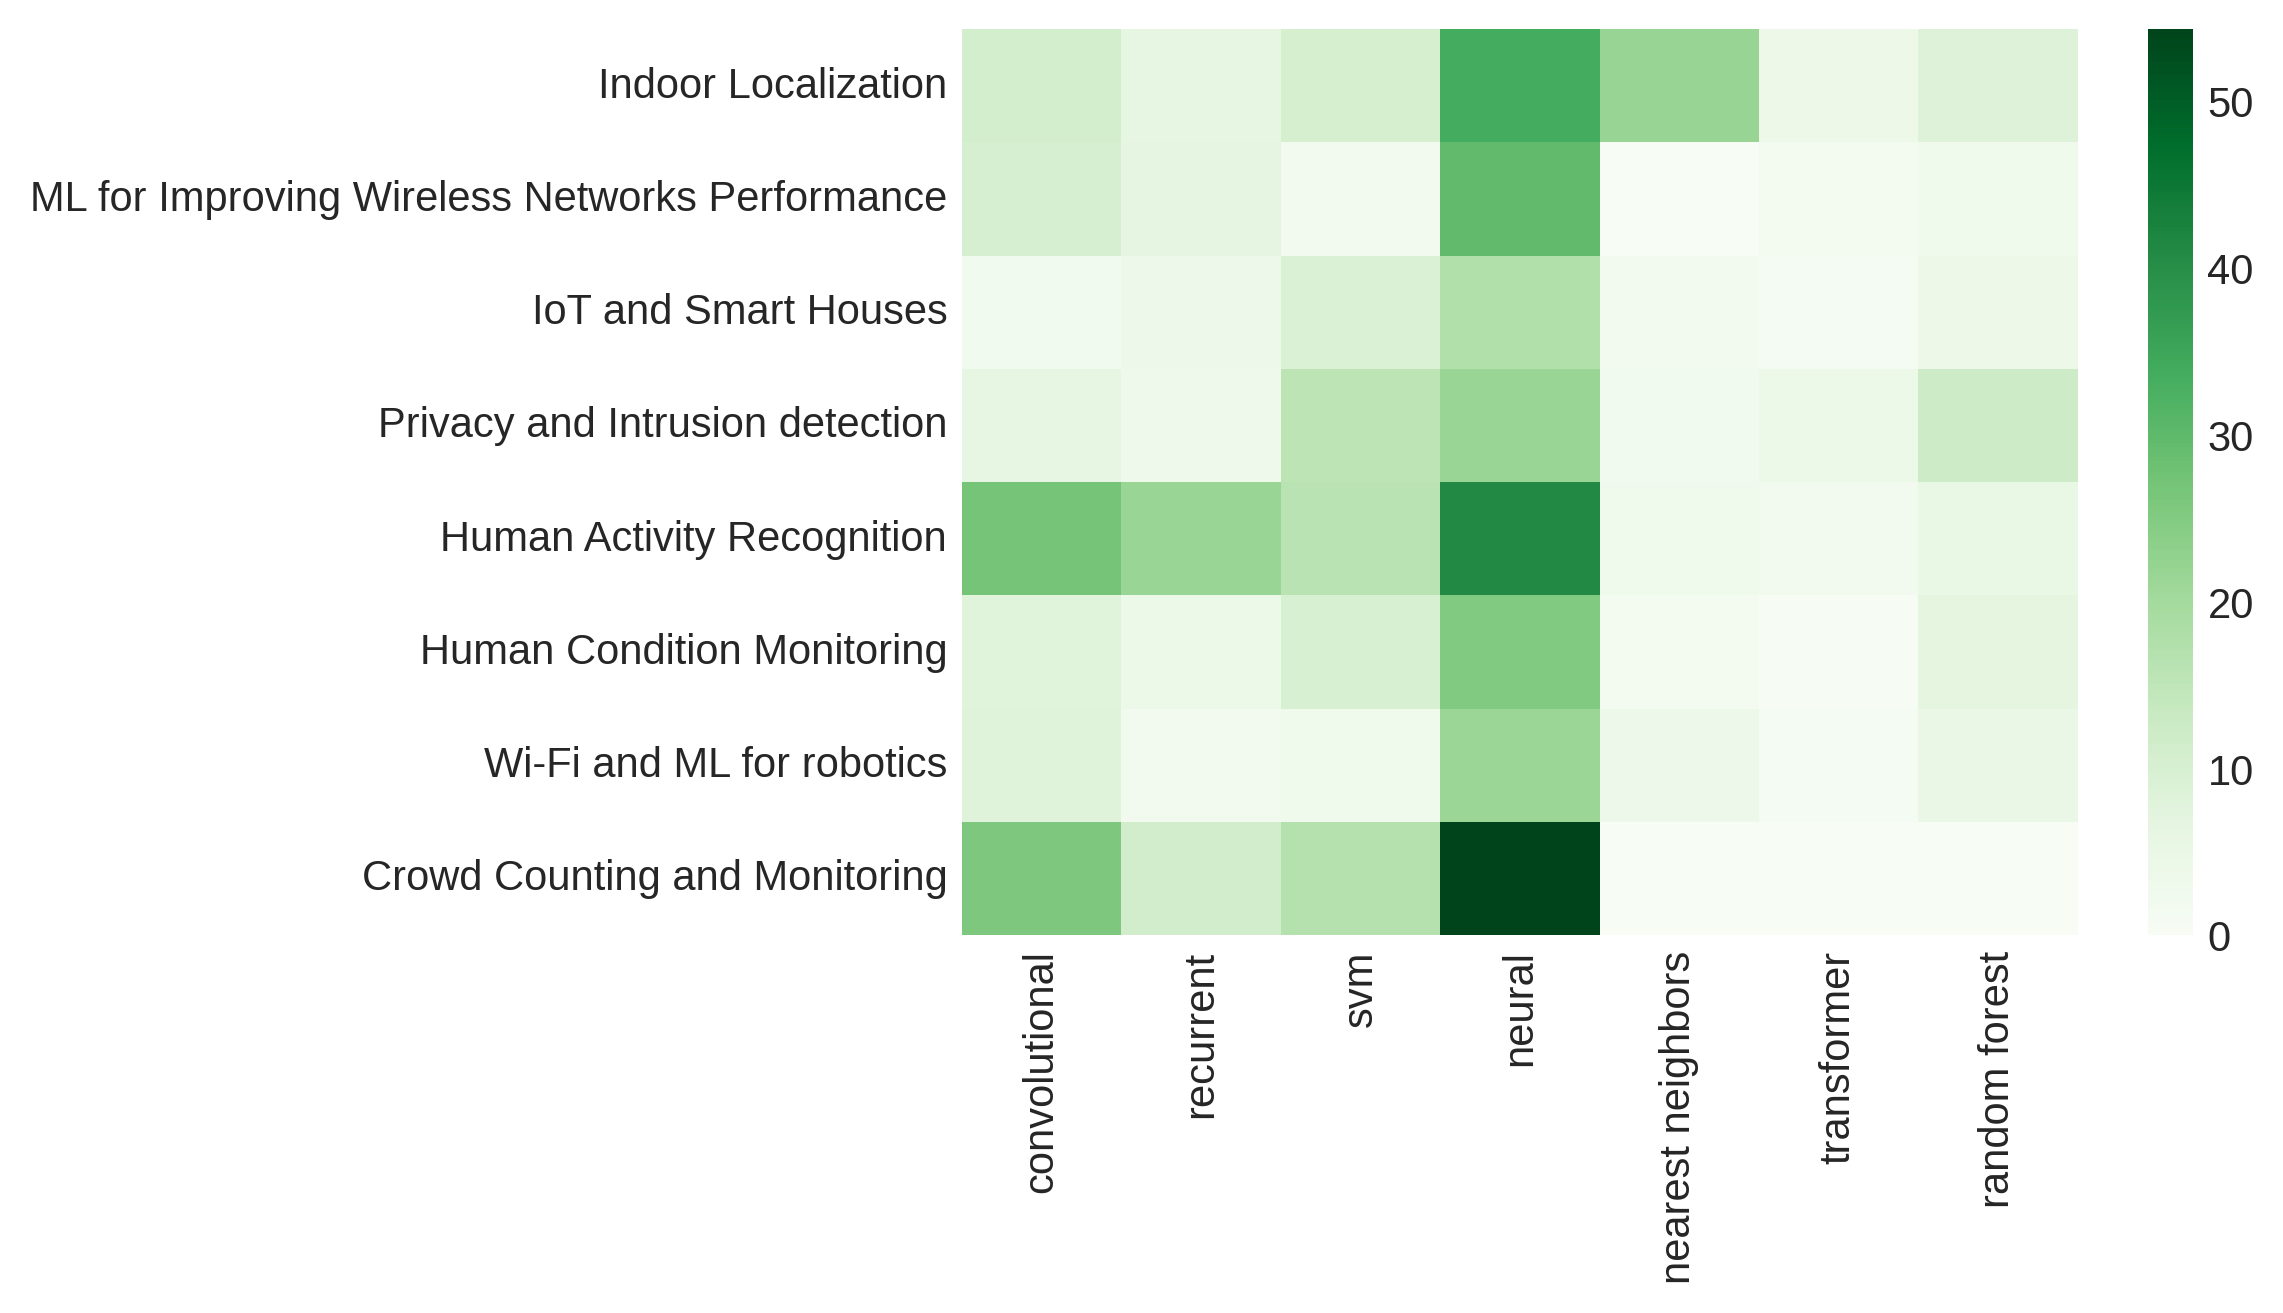 Indoor Localization
ML for Improving Wireless Networks Performance
IoT and Smart Houses
Privacy and Intrusion detection
Human Activity Recognition
Human Condition Monitoring
Wi-Fi and ML for robotics
Crowd Counting and Monitoring
convolutional
recurrent
svm
neural
nearest neighbors
transformer
random forest
50
40
30
20
10
0